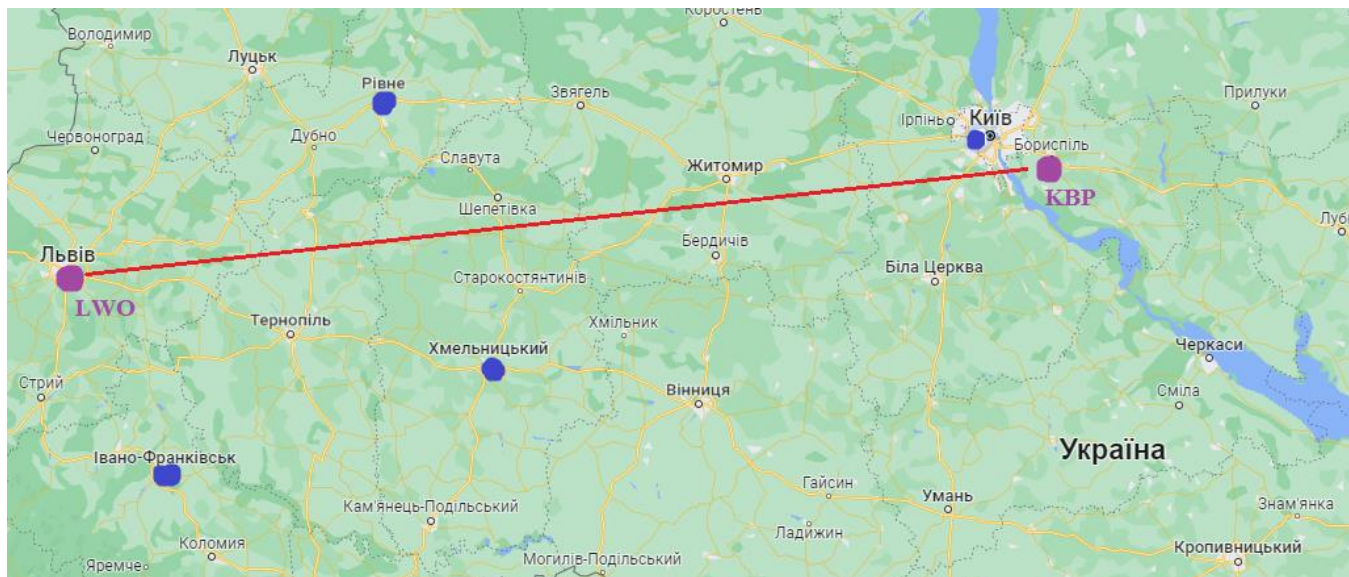 Володимир
Коростень
Луцьк
Рівне
Звягель
Прилуки
Ірпінь
Київ
Червоноград
Дубно
Бориспіль
Славута
Житомир
KBP
Шепетівка
Львів
Бердичів
Старокостянтинів
Біла Церква
LWO
Тернопіль
Хмільник
Хмельницький
Черкаси
Стрий
Вінниця
Сміла
Україна
Івано-Франківськ
Гайсин
Умань
Знам'янка
Кам'янець-Подільський
Ладижин
Коломия
Кропивницький
Яремче
Могилів-Подільський